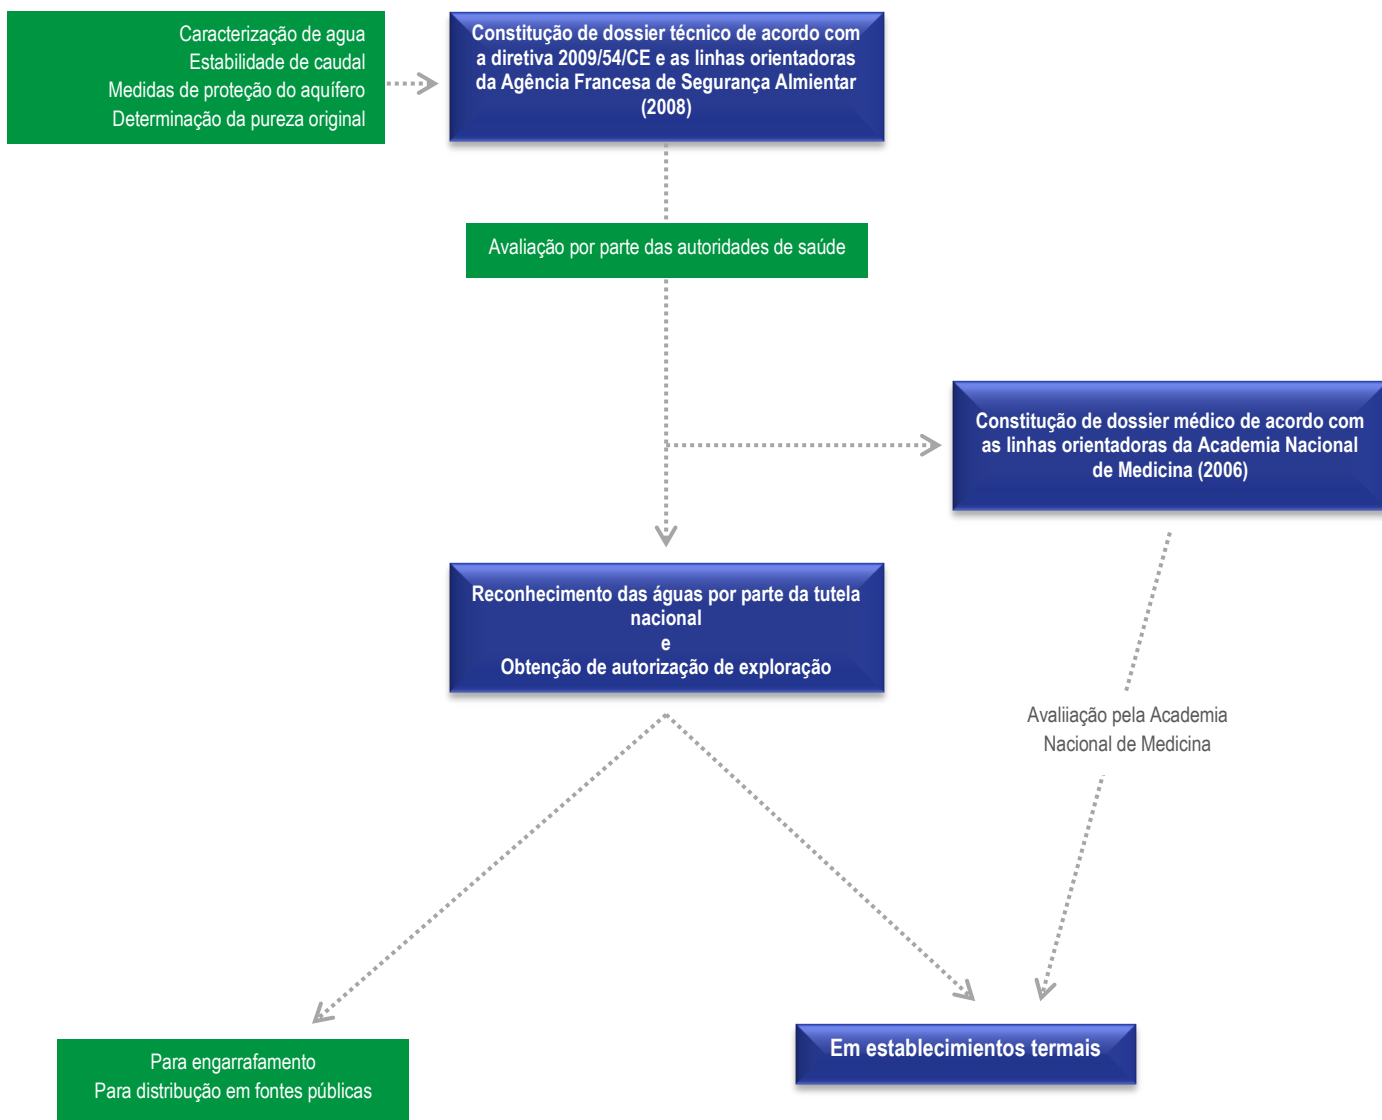 Caracterização de agua
Estabilidade de caudal
Medidas de proteção do aquífero
Determinação da pureza original
Constitução de dossier técnico de acordo com
a diretiva 2009/54/CE e as linhas orientadoras
da Agência Francesa de Segurança Almientar
(2008)
Avaliação por parte das autoridades de saúde
Constitução de dossier médico de acordo com
as linhas orientadoras da Academia Nacional
de Medicina (2006)
Reconhecimento das águas por parte da tutela
nacional
e
Obtenção de autorização de exploração
Avaliiação pela Academia
Nacional de Medicina
Para engarrafamento
Para distribução em fontes públicas
Em establecimientos termais